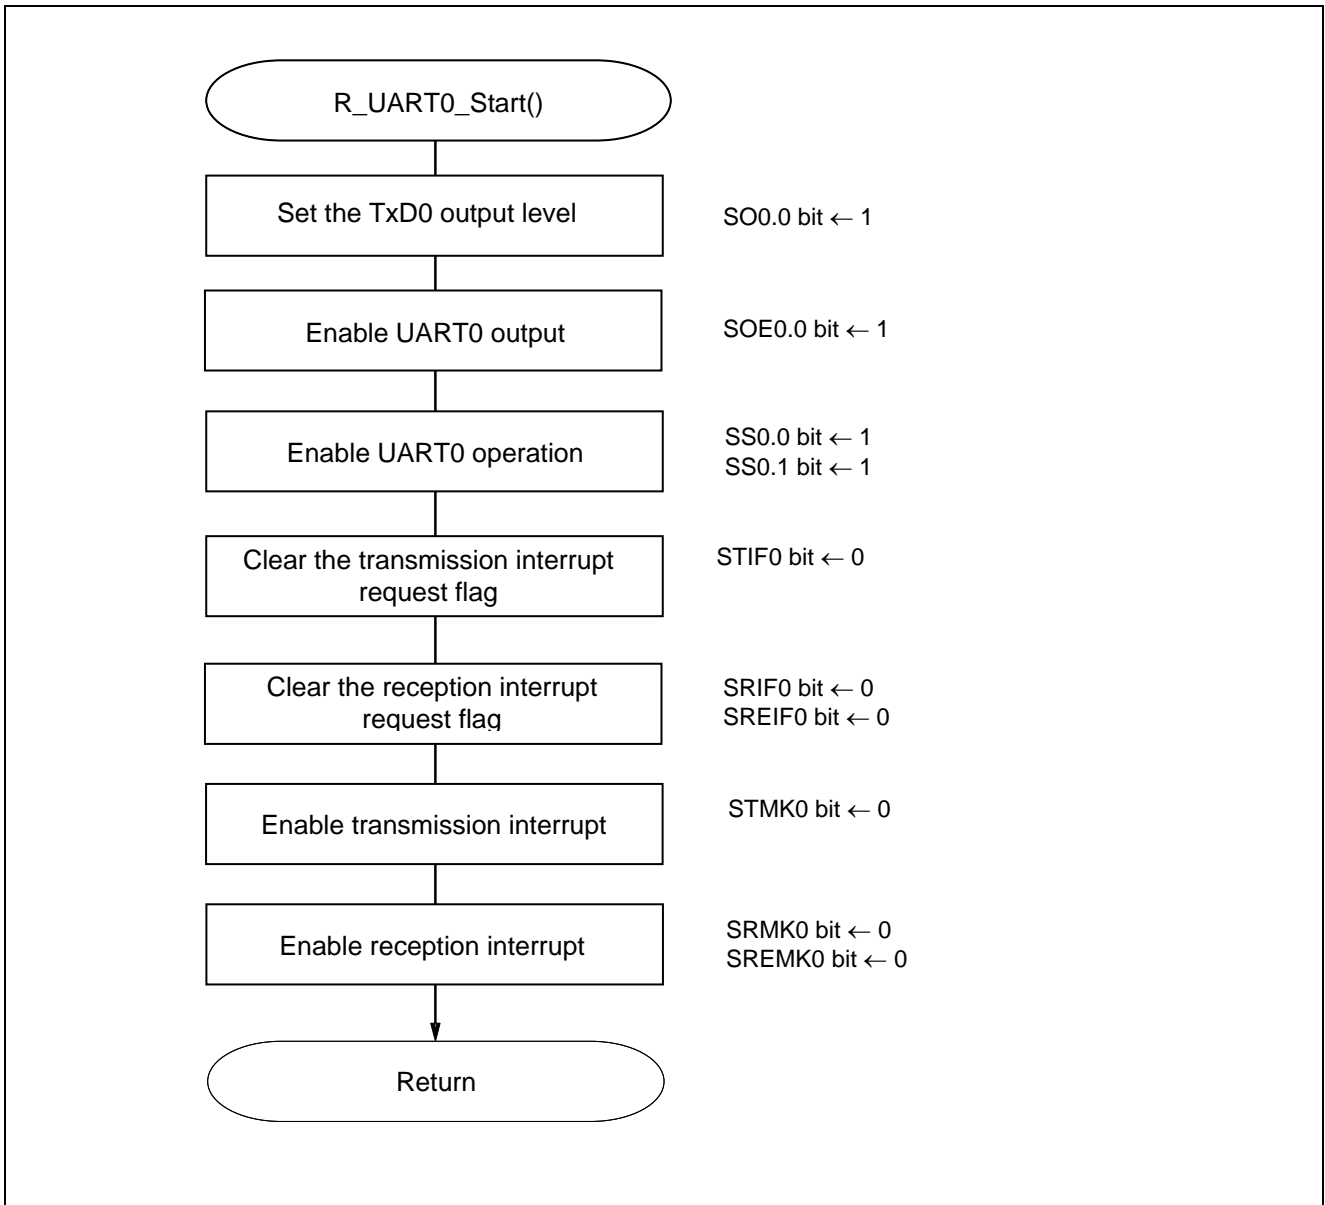 R_UART0_Start()
Set the TxD0 output level
SO0.0 bit ← 1
Enable UART0 output
SOE0.0 bit ← 1
Enable UART0 operation
SS0.0 bit ← 1
SS0.1 bit ← 1
Clear the transmission interrupt
request flag
STIF0 bit ← 0
Clear the reception interrupt
request flag
SRIF0 bit ← 0
SREIF0 bit ← 0
Enable transmission interrupt
STMK0 bit ← 0
Enable reception interrupt
SRMK0 bit ← 0
SREMK0 bit ← 0
Return